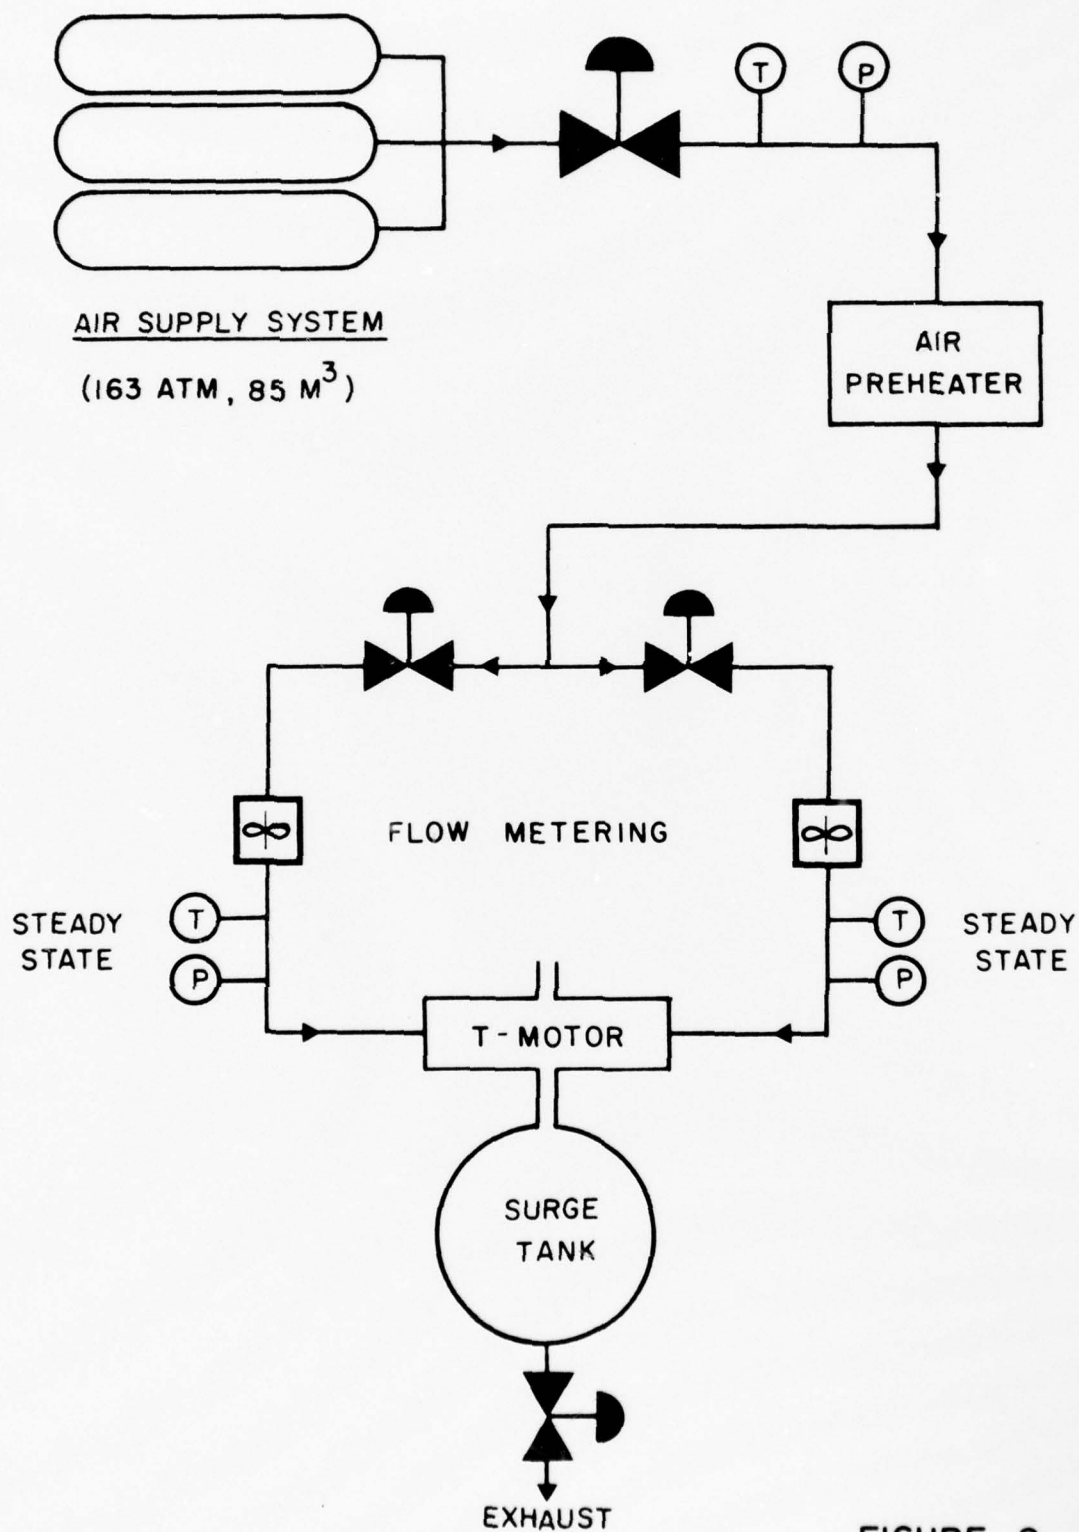 T
P
AIR SUPPLY SYSTEM
(163 ATM, 85 M³)
AIR
PREHEATER
FLOW METERING
STEADY
STATE
T
P
T
P
STEADY
STATE
T-MOTOR
SURGE
TANK
EXHAUST
FIGURE